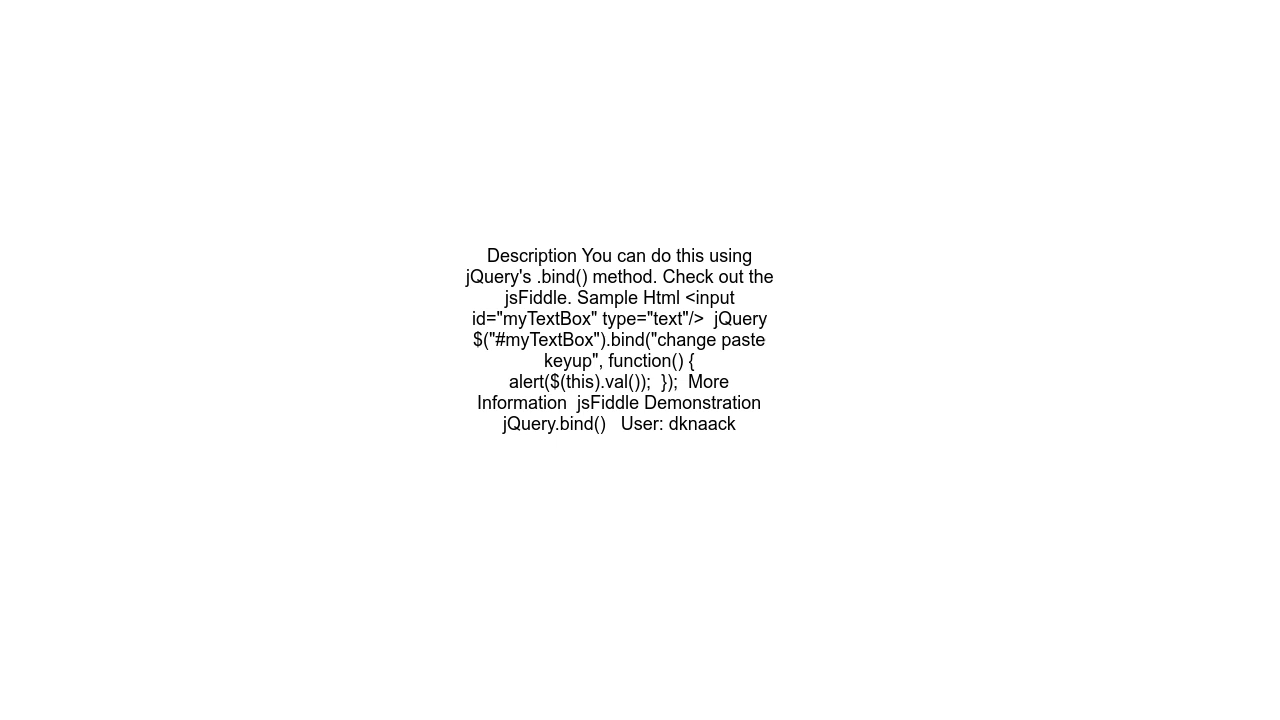 Description You can do this using
jQuery's .bind() method. Check out the
jsFiddle. Sample Html <input
id="myTextBox" type="text"/>  jQuery
$("#myTextBox").bind("change paste
keyup", function() {
alert($(this).val());  });  More
Information  jsFiddle Demonstration
jQuery.bind()   User: dknaack